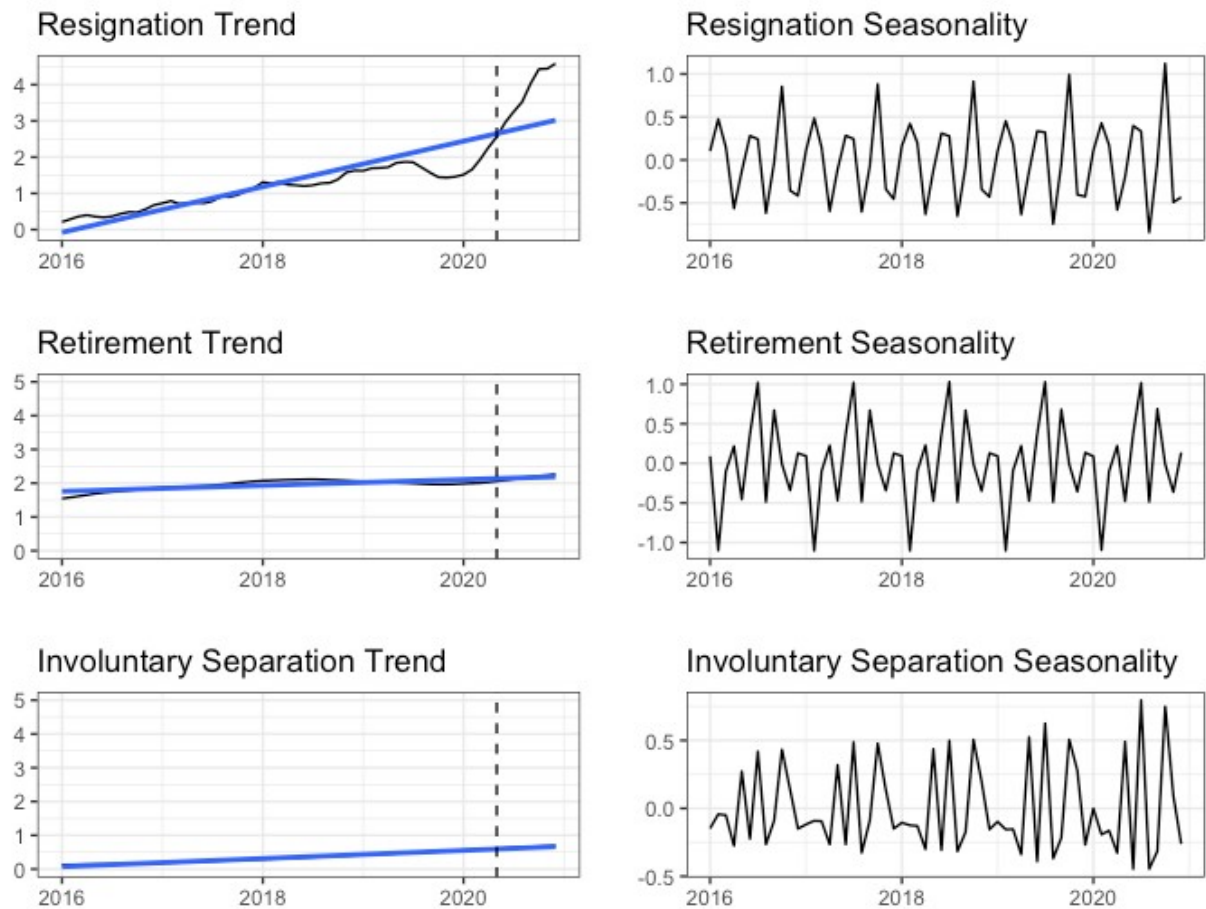 Resignation Trend
4
3
2
1
0
2016 2018 2020
Resignation Seasonality
1.0
0.5
0.0
-0.5
2016 2018 2020
Retirement Trend
5
4
3
2
1
0
2016 2018 2020
Retirement Seasonality
1.0
0.5
0.0
-0.5
-1.0
2016 2018 2020
Involuntary Separation Trend
5
4
3
2
1
0
2016 2018 2020
Involuntary Separation Seasonality
0.5
0.0
-0.5
2016 2018 2020